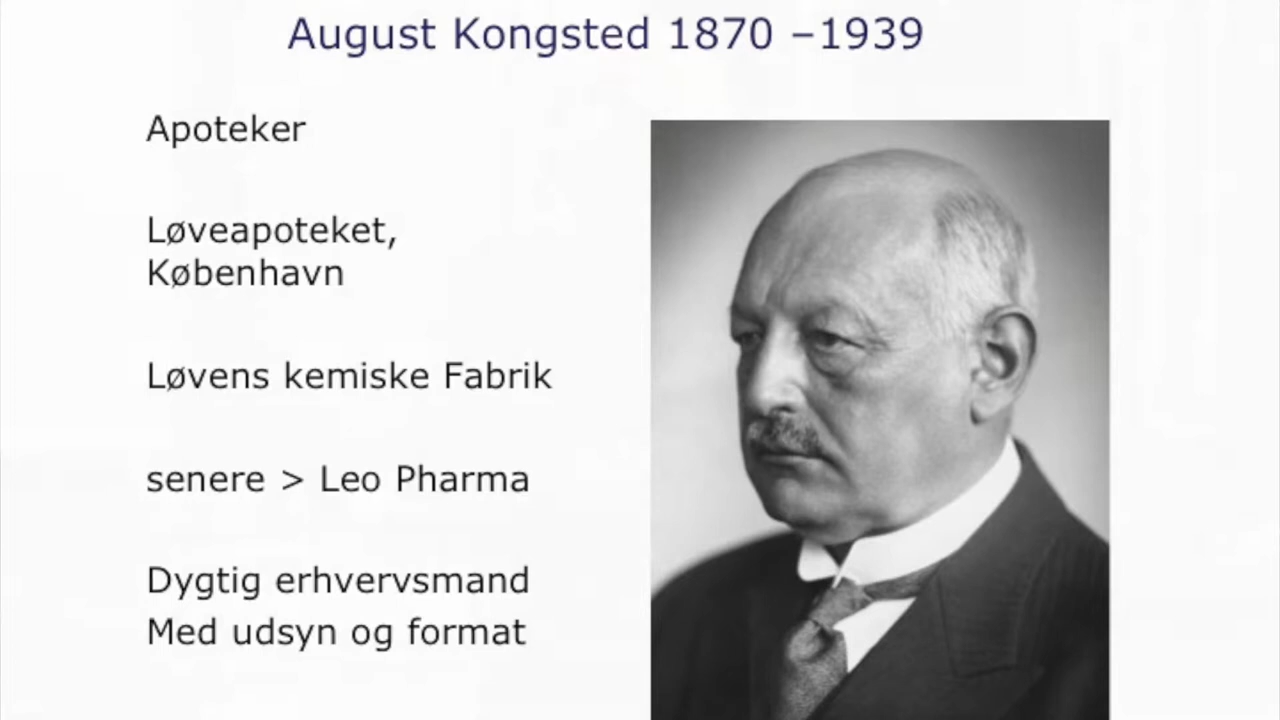 August Kongsted 1870 –1939
Apoteker
Løveapoteket,
København
Løvens kemiske Fabrik
senere > Leo Pharma
Dygtig erhvervsmand
Med udsyn og format